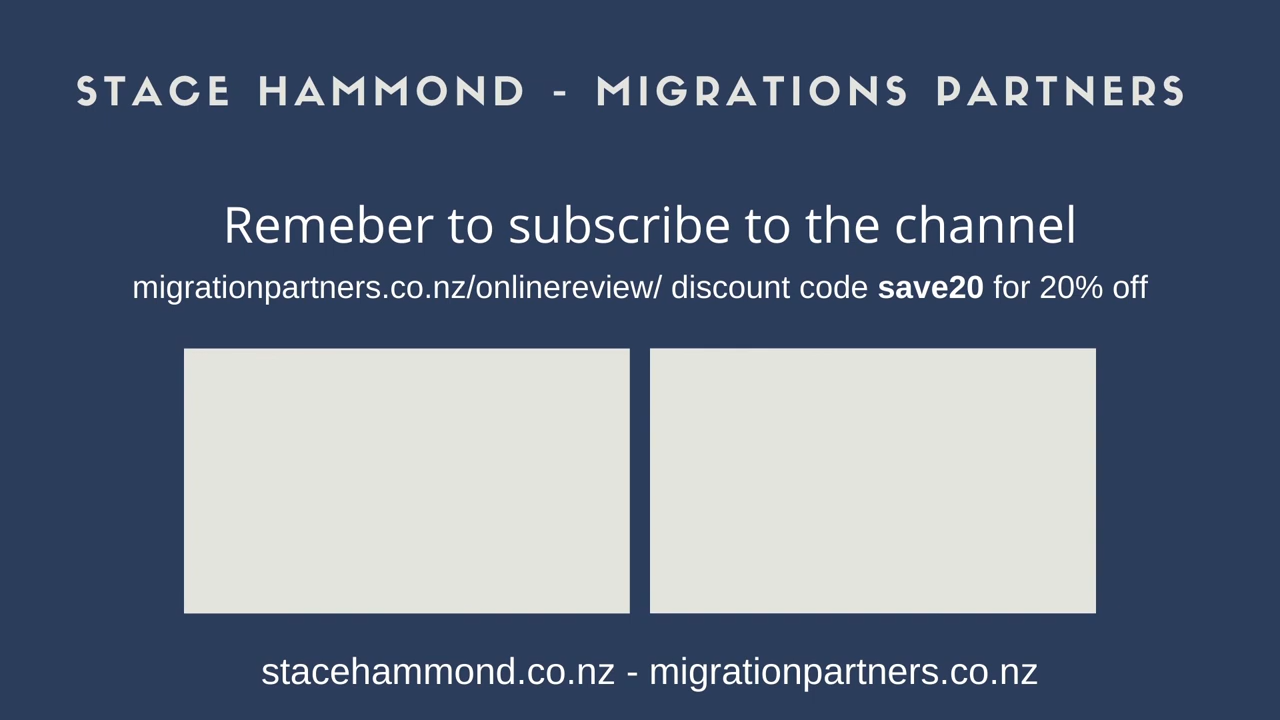 STACE HAMMOND - MIGRATIONS PARTNERS
Remeber to subscribe to the channel
migrationpartners.co.nz/onlinereview/ discount code save20 for 20% off
stacehammond.co.nz - migrationpartners.co.nz